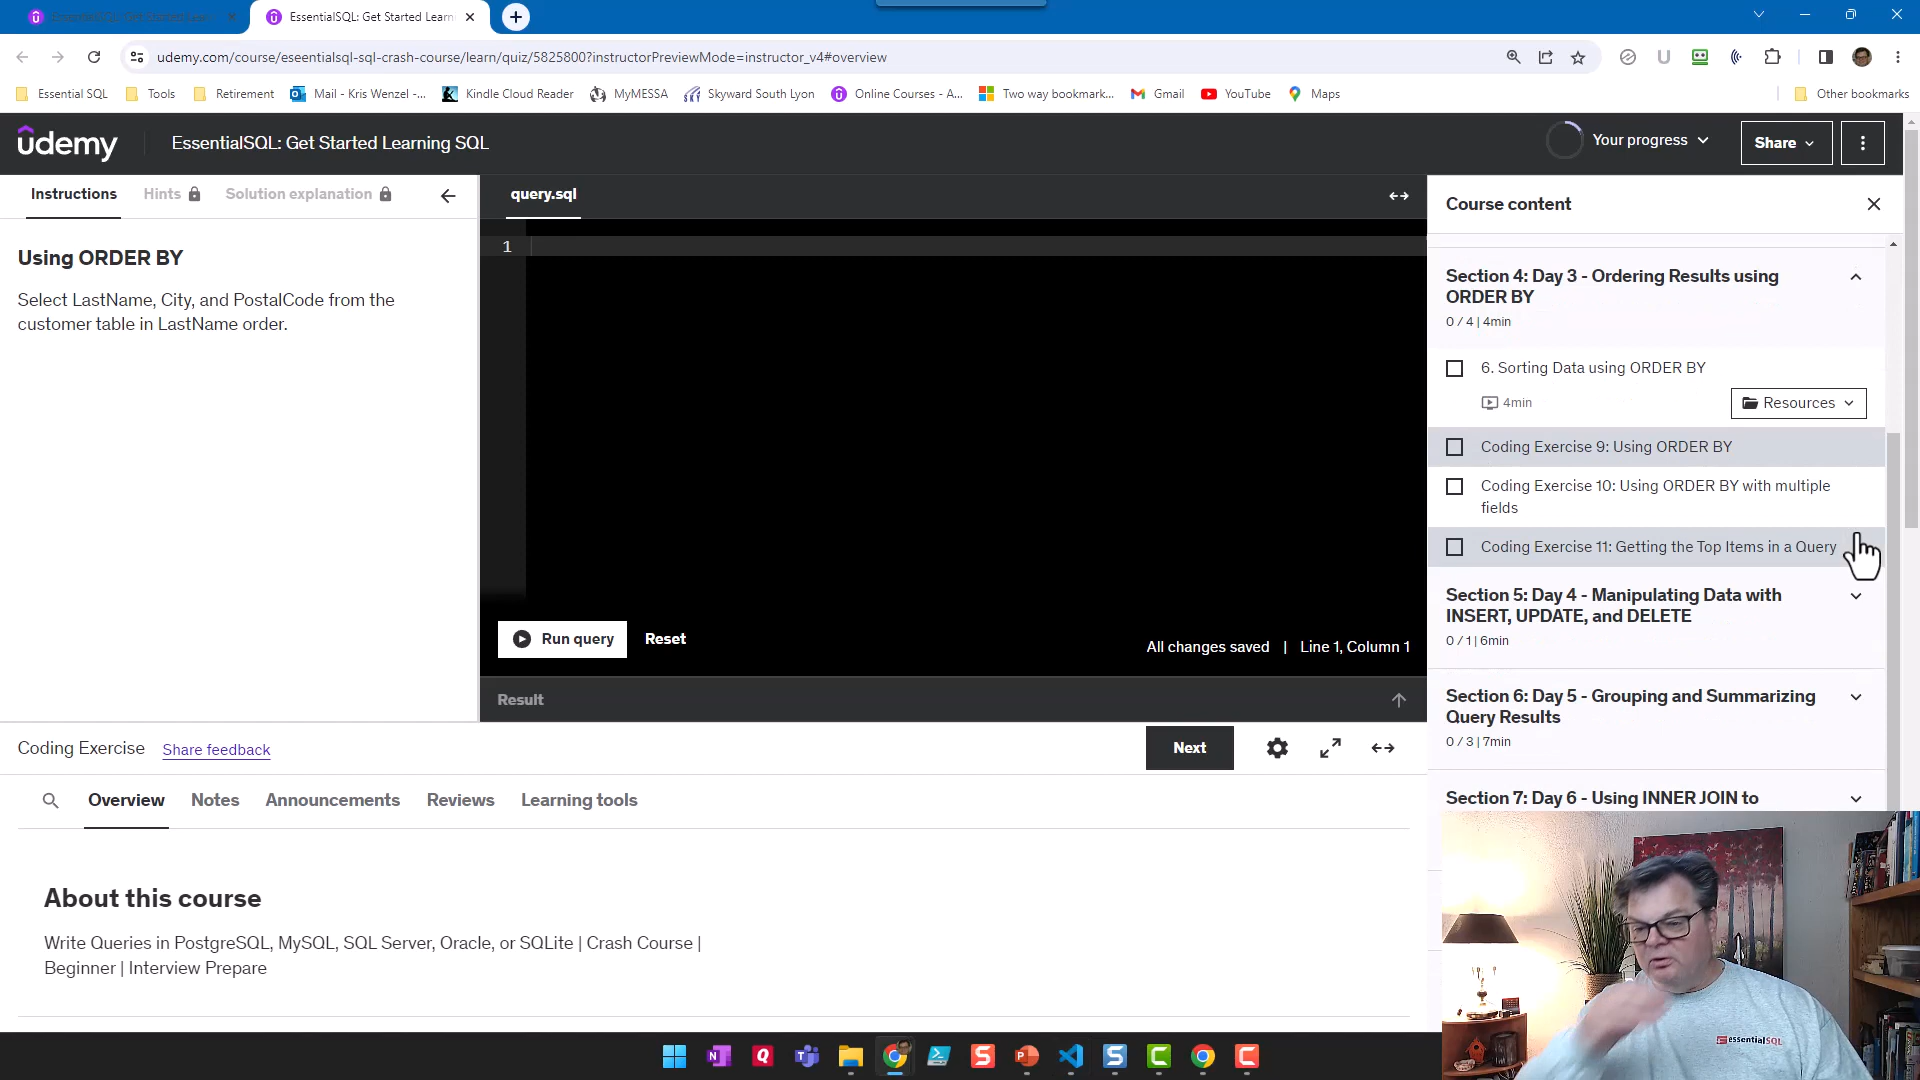 EssentialSQL: Get Started Learn
udemy.com/course/eseentialsql-sql-crash-course/learn/quiz/5825800?instructorPreviewMode=instructor_v4#overview
Essential SQL
Tools
Retirement
Mail - Kris Wenzel -...
Kindle Cloud Reader
MyMESSA
Skyward South Lyon
Online Courses - A...
Two way bookmark...
Gmail
YouTube
Maps
Other bookmarks
udemy
EssentialSQL: Get Started Learning SQL
Your progress
Share
Instructions
Hints
Solution explanation
query.sql
Course content
1
Using ORDER BY
Select LastName, City, and PostalCode from the
customer table in LastName order.
Section 4: Day 3 - Ordering Results using
ORDER BY
0 / 4 | 4min
6. Sorting Data using ORDER BY
4min
Resources
Coding Exercise 9: Using ORDER BY
Coding Exercise 10: Using ORDER BY with multiple
fields
Coding Exercise 11: Getting the Top Items in a Query
Section 5: Day 4 - Manipulating Data with
INSERT, UPDATE, and DELETE
0 / 1 | 6min
Section 6: Day 5 - Grouping and Summarizing
Query Results
0 / 3 | 7min
Section 7: Day 6 - Using INNER JOIN to
Run query
Reset
All changes saved | Line 1, Column 1
Result
Coding Exercise
Share feedback
Next
Overview
Notes
Announcements
Reviews
Learning tools
About this course
Write Queries in PostgreSQL, MySQL, SQL Server, Oracle, or SQLite | Crash Course |
Beginner | Interview Prepare
essentialSQL